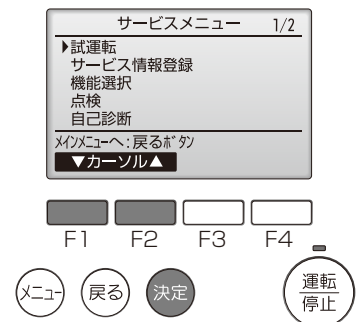 サービスメニュー 1/2
▶試運転
サービス情報登録
機能選択
点検
自己診断
ﾒｲﾝﾒﾆｭｰへ:戻るﾎﾞﾀﾝ
▼カーソル▲
F1 F2 F3 F4
メニュー 戻る 決定 運転
停止